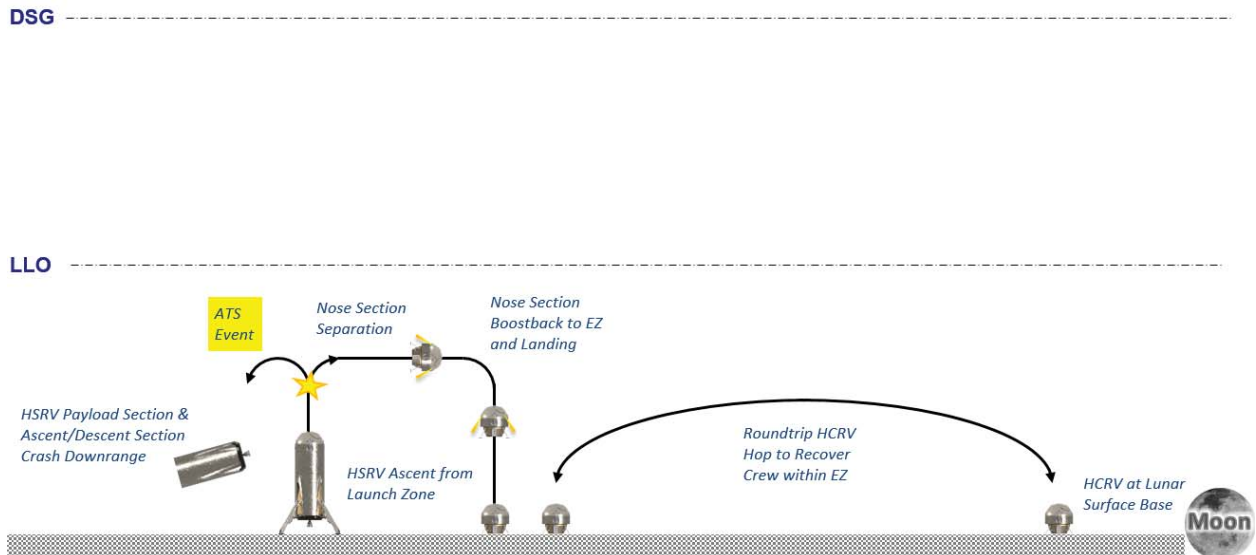 DSG
LLO
ATS
Event
Nose Section
Separation
Nose Section
Boostback to EZ
and Landing
HSRV Payload Section &
Ascent/Descent Section
Crash Downrange
HSRV Ascent from
Launch Zone
Roundtrip HCRV
Hop to Recover
Crew within EZ
HCRV at Lunar
Surface Base
Moon